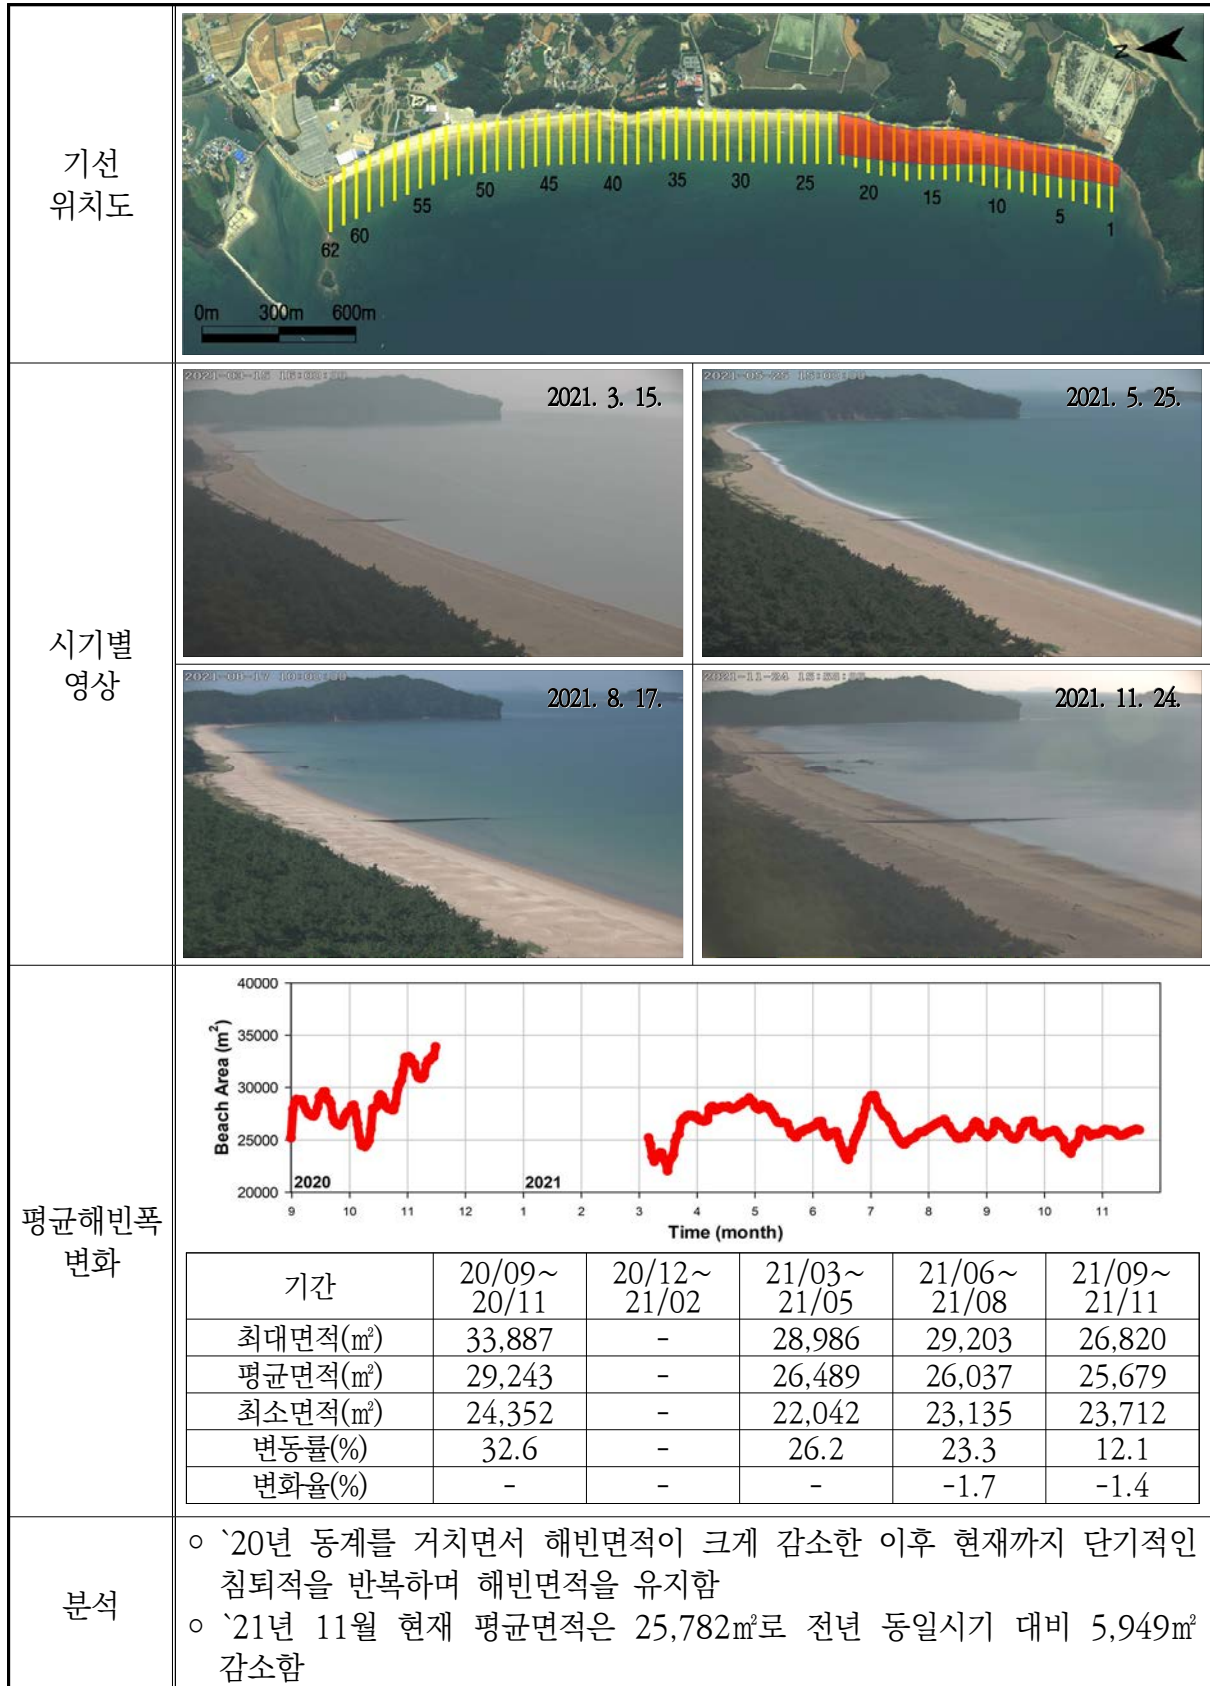 기선
위치도
N
50
45
40
35
30
25
20
15
10
5
1
55
60
62
0m 300m 600m
시기별
영상
2021-03-15 16:02:00
2021. 3. 15.
2021-05-25 15:02:00
2021. 5. 25.
2021. 8. 17.
2021. 11. 24.
평균해빈폭
변화
Beach Area (m²)
40000
35000
30000
25000
20000
2020
2021
9 10 11 12 1 2 3 4 5 6 7 8 9 10 11
Time (month)
기간 20/09~20/11 20/12~21/02 21/03~21/05 21/06~21/08 21/09~21/11
최대면적(㎡) 33,887 - 28,986 29,203 26,820
평균면적(㎡) 29,243 - 26,489 26,037 25,679
최소면적(㎡) 24,352 - 22,042 23,135 23,712
변동률(%) 32.6 - 26.2 23.3 12.1
변화율(%) - - - -1.7 -1.4
분석
○ `20년 동계를 거치면서 해빈면적이 크게 감소한 이후 현재까지 단기적인
침퇴적을 반복하며 해빈면적을 유지함
○ `21년 11월 현재 평균면적은 25,782㎡로 전년 동일시기 대비 5,949㎡
감소함